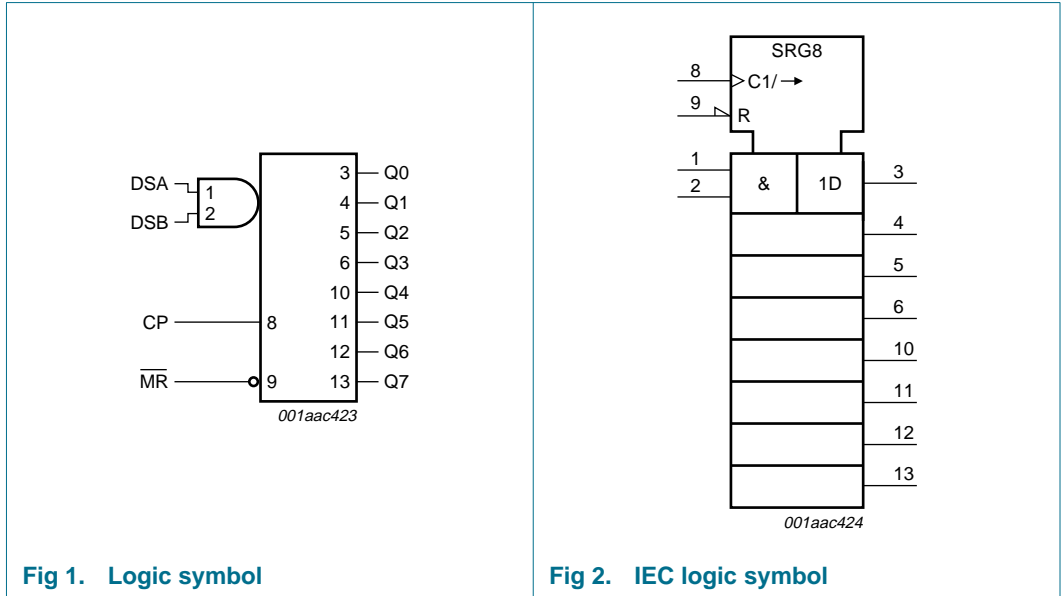 DSA
DSB
1
2
CP
8
MR
9
3 Q0
4 Q1
5 Q2
6 Q3
10 Q4
11 Q5
12 Q6
13 Q7
001aac423
Fig 1. Logic symbol
SRG8
8
C1/→
9
R
1
2
&
1D
3
4
5
6
10
11
12
13
001aac424
Fig 2. IEC logic symbol